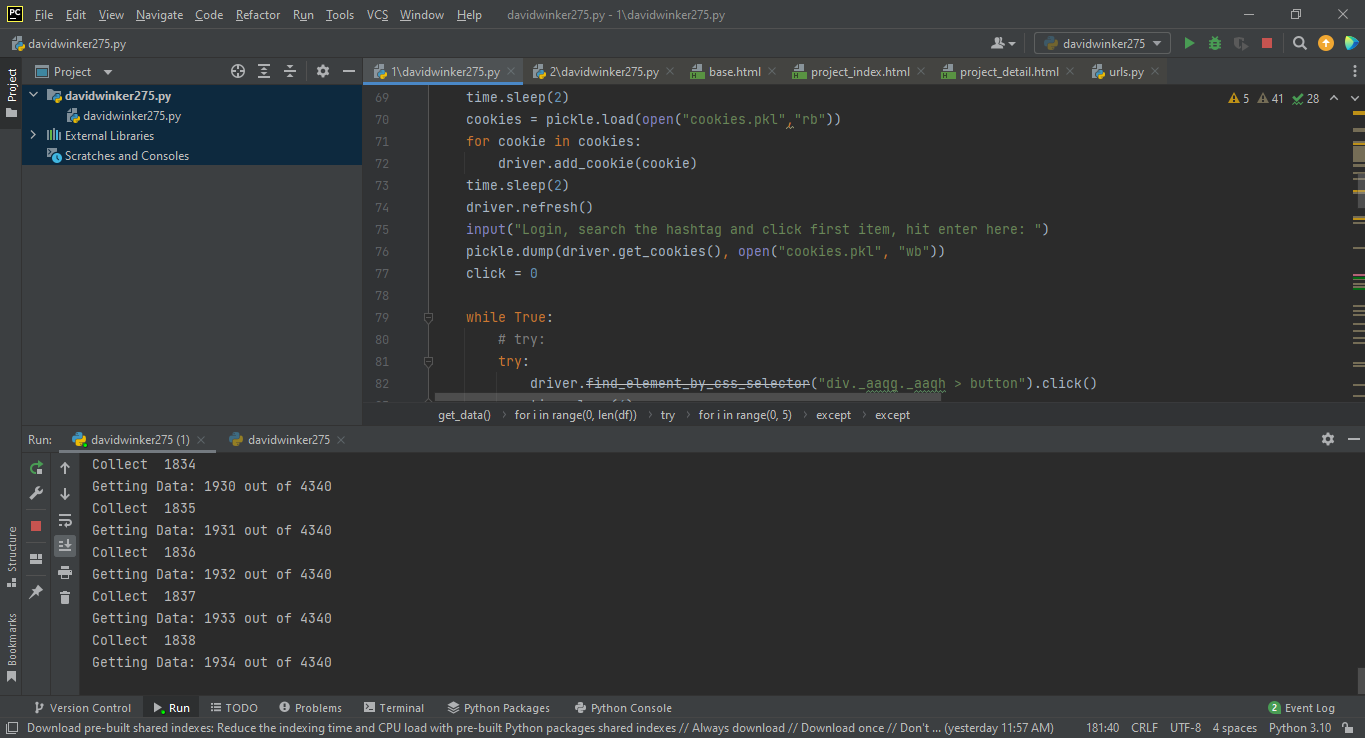 PC File Edit View Navigate Code Refactor Run Tools VCS Window Help davidwinker275.py - 1\davidwinker275.py
davidwinker275.py davidwinker275
Project
Project 1\davidwinker275.py 2\davidwinker275.py base.html project_index.html project_detail.html urls.py
davidwinker275.py
davidwinker275.py
External Libraries
Scratches and Consoles
5 41 28
69 time.sleep(2)
70 cookies = pickle.load(open("cookies.pkl","rb"))
71 for cookie in cookies:
72 driver.add_cookie(cookie)
73 time.sleep(2)
74 driver.refresh()
75 input("Login, search the hashtag and click first item, hit enter here: ")
76 pickle.dump(driver.get_cookies(), open("cookies.pkl", "wb"))
77 click = 0
78
79 while True:
80 # try:
81 try:
82 driver.find_element_by_css_selector("div._aaqg._aaqh > button").click()
get_data() for i in range(0, len(df)) try for i in range(0, 5) except except
Run: davidwinker275 (1) davidwinker275
Collect 1834
Getting Data: 1930 out of 4340
Collect 1835
Getting Data: 1931 out of 4340
Collect 1836
Getting Data: 1932 out of 4340
Collect 1837
Getting Data: 1933 out of 4340
Collect 1838
Getting Data: 1934 out of 4340
Structure
Bookmarks
Version Control Run TODO Problems Terminal Python Packages Python Console 2 Event Log
Download pre-built shared indexes: Reduce the indexing time and CPU load with pre-built Python packages shared indexes // Always download // Download once // Don't ... (yesterday 11:57 AM) 181:40 CRLF UTF-8 4 spaces Python 3.10